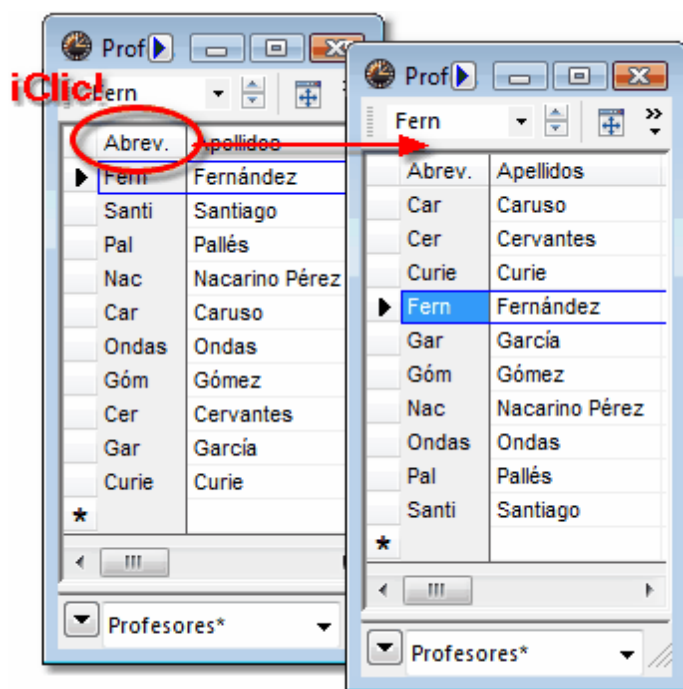 Prof
¡Clic!
Fern
Abrev. Apellidos
Fern Fernández
Santi Santiago
Pal Pallés
Nac Nacarino Pérez
Car Caruso
Ondas Ondas
Góm Gómez
Cer Cervantes
Gar García
Curie Curie
*
Profesores*
Prof
Fern
Abrev. Apellidos
Car Caruso
Cer Cervantes
Curie Curie
Fern Fernández
Gar García
Góm Gómez
Nac Nacarino Pérez
Ondas Ondas
Pal Pallés
Santi Santiago
*
Profesores*